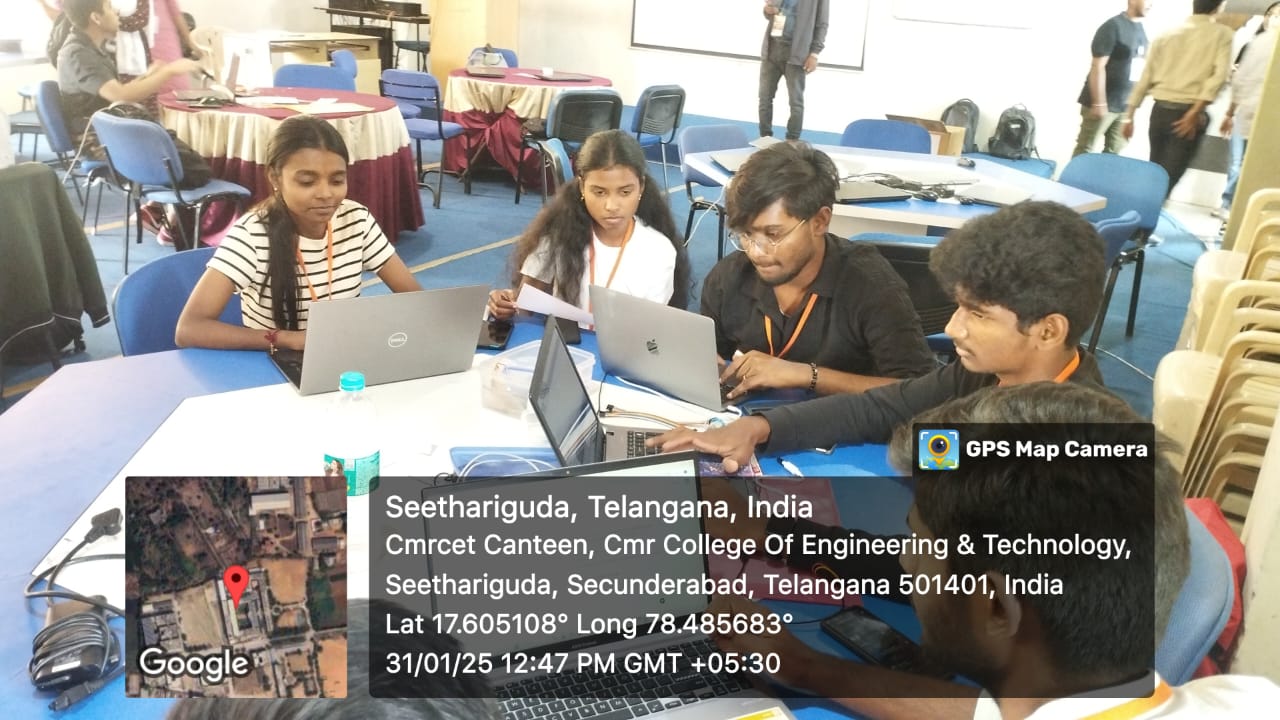 DELL
GPS Map Camera
Seethariguda, Telangana, India
Cmrcet Canteen, Cmr College Of Engineering & Technology,
Seethariguda, Secunderabad, Telangana 501401, India
Lat 17.605108° Long 78.485683°
31/01/25 12:47 PM GMT +05:30
Google